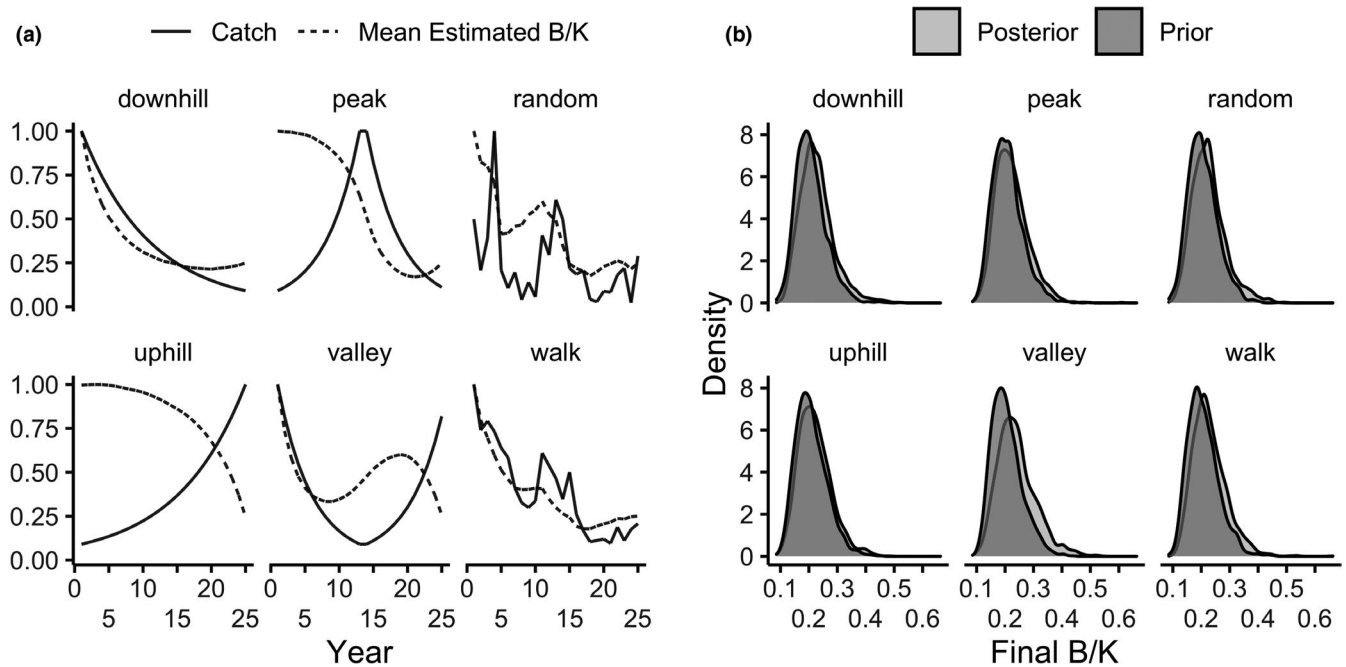 (a) Catch Mean Estimated B/K
downhill peak random
1.00
0.75
0.50
0.25
0.00
uphill valley walk
1.00
0.75
0.50
0.25
0.00
0 10 20 0 10 20 0 10 20
5 15 25 5 15 25 5 15 25
Year
(b) Posterior Prior
downhill peak random
8
6
4
2
0
Density
uphill valley walk
8
6
4
2
0
0.1 0.3 0.5 0.1 0.3 0.5 0.1 0.3 0.5
0.2 0.4 0.6 0.2 0.4 0.6 0.2 0.4 0.6
Final B/K